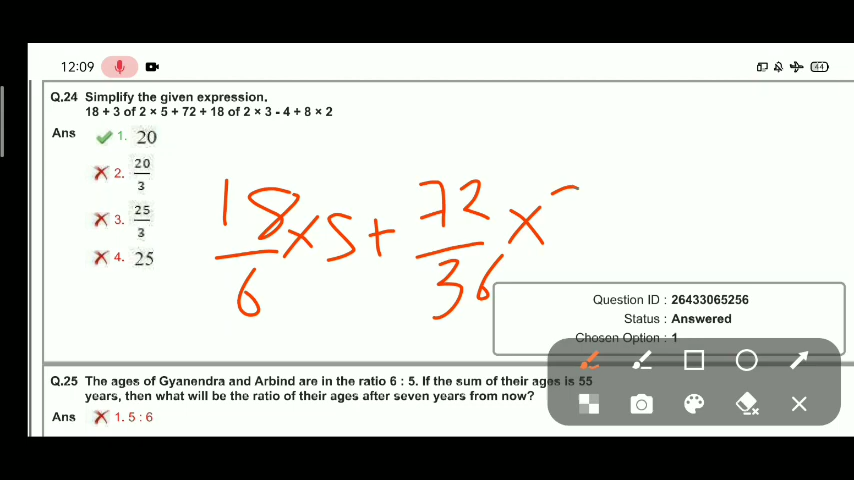 12:09
44
Q.24 Simplify the given expression.
18 + 3 of 2 × 5 + 72 + 18 of 2 × 3 - 4 + 8 × 2
Ans 1. 20
2. 20/3
3. 25/3
4. 25
18/6 ×5+ 72/36 ×
Question ID : 26433065256
Status : Answered
Chosen Option : 1
Q.25 The ages of Gyanendra and Arbind are in the ratio 6 : 5. If the sum of their ages is 55
years, then what will be the ratio of their ages after seven years from now?
Ans 1. 5 : 6